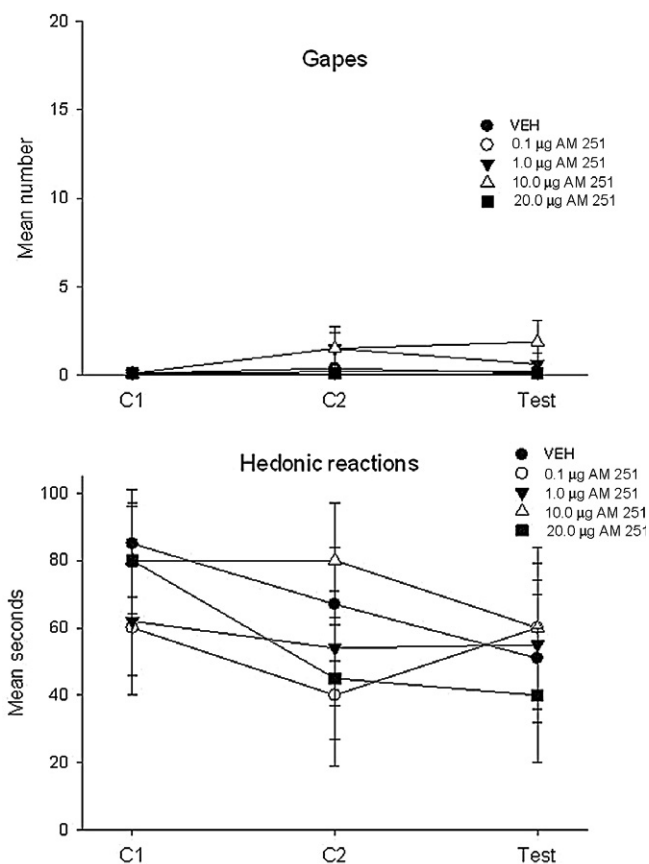 Gapes
Mean number
20
15
10
5
0
VEH
0.1 µg AM 251
1.0 µg AM 251
10.0 µg AM 251
20.0 µg AM 251
C1
C2
Test
Hedonic reactions
Mean seconds
100
80
60
40
20
0
VEH
0.1 µg AM 251
1.0 µg AM 251
10.0 µg AM 251
20.0 µg AM 251
C1
C2
Test